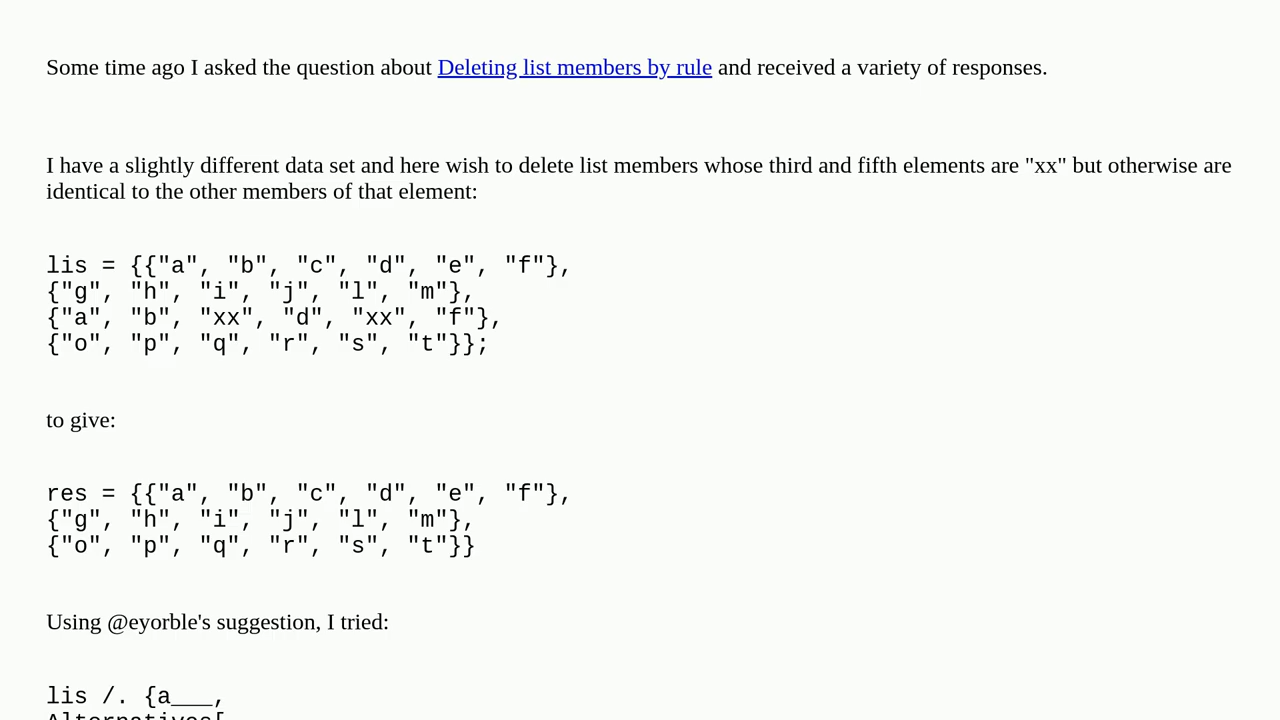 Some time ago I asked the question about Deleting list members by rule and received a variety of responses.
I have a slightly different data set and here wish to delete list members whose third and fifth elements are "xx" but otherwise are
identical to the other members of that element:
lis = {{"a", "b", "c", "d", "e", "f"},
{"g", "h", "i", "j", "l", "m"},
{"a", "b", "xx", "d", "xx", "f"},
{"o", "p", "q", "r", "s", "t"}};
to give:
res = {{"a", "b", "c", "d", "e", "f"},
{"g", "h", "i", "j", "l", "m"},
{"o", "p", "q", "r", "s", "t"}}
Using @eyorble's suggestion, I tried:
lis /. {a___,
Alternatives[